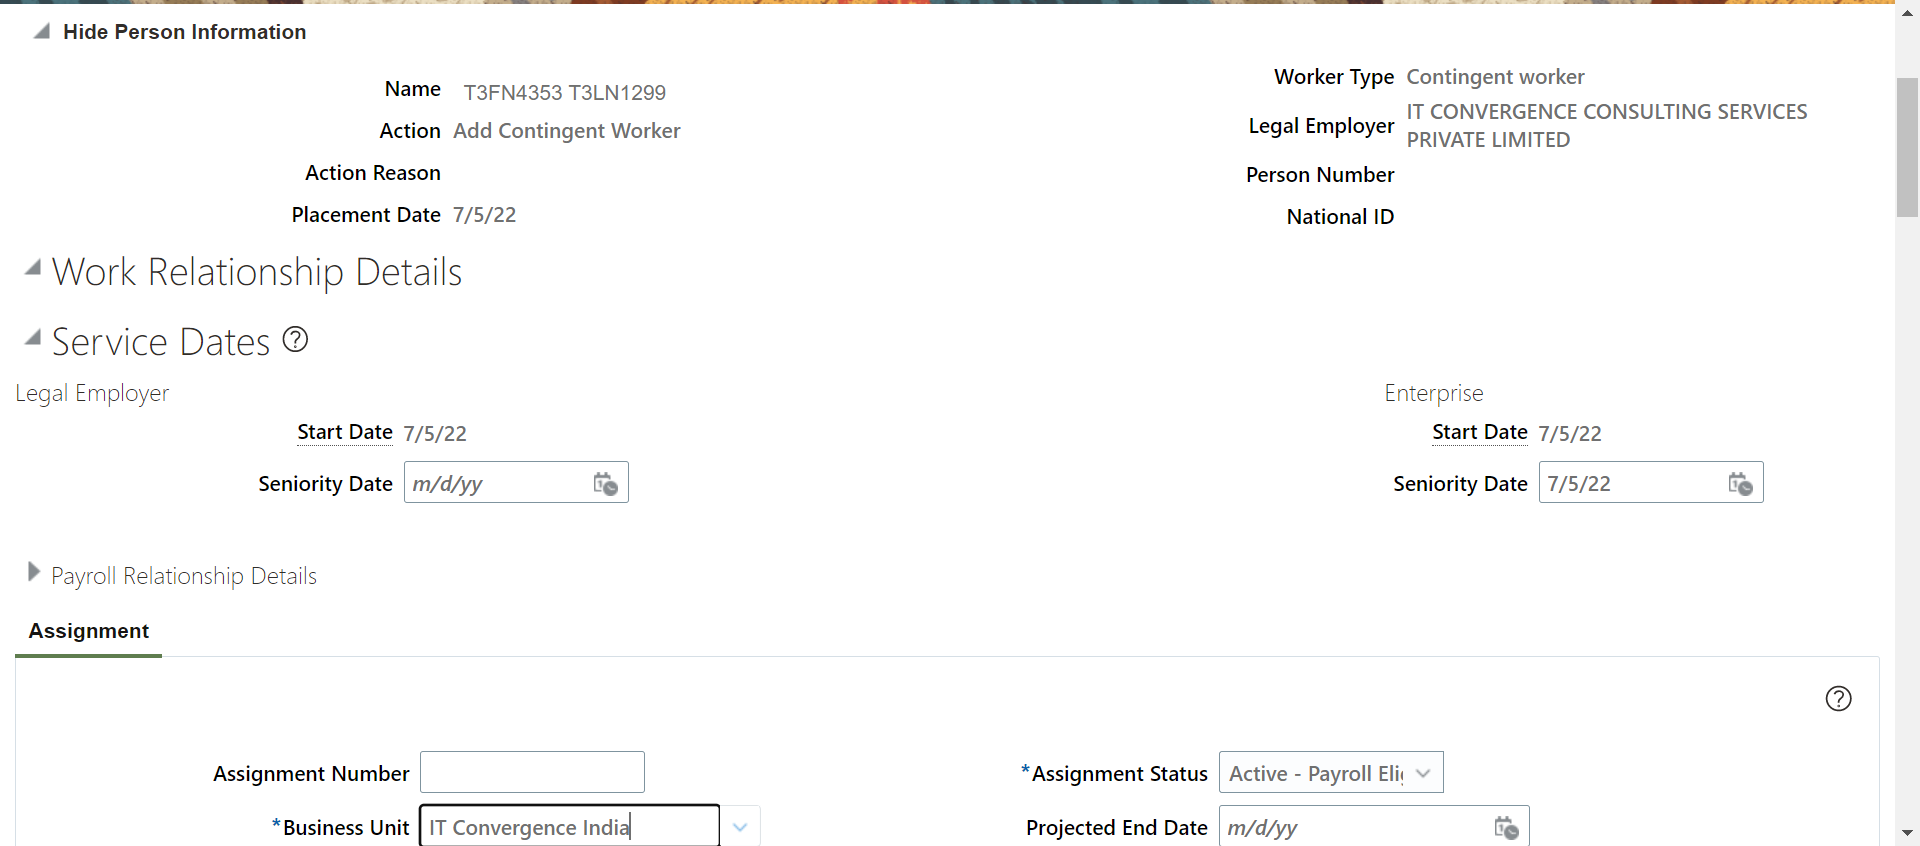 Hide Person Information
Name T3FN4353 T3LN1299
Action Add Contingent Worker
Action Reason
Placement Date 7/5/22
Worker Type Contingent worker
Legal Employer IT CONVERGENCE CONSULTING SERVICES
PRIVATE LIMITED
Person Number
National ID
Work Relationship Details
Service Dates ?
Legal Employer
Start Date 7/5/22
Seniority Date m/d/yy
Enterprise
Start Date 7/5/22
Seniority Date 7/5/22
Payroll Relationship Details
Assignment
?
Assignment Number
*Business Unit IT Convergence India
*Assignment Status Active - Payroll Eli
Projected End Date m/d/yy